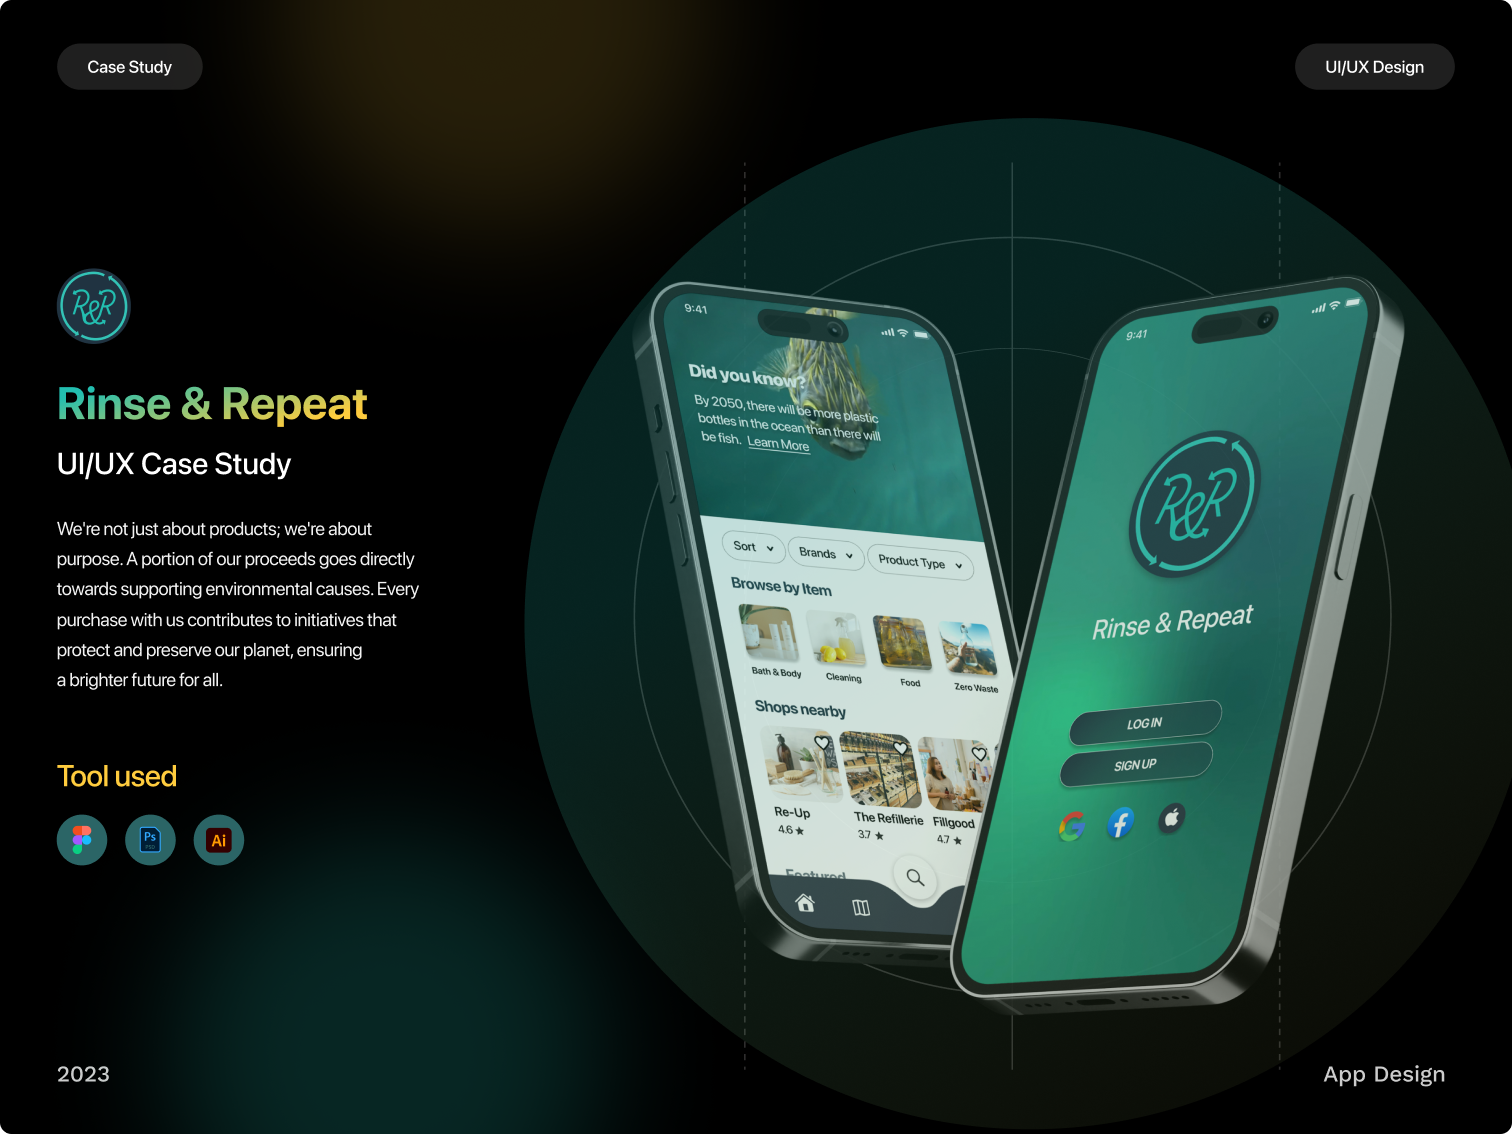 Case Study
UI/UX Design
R&R
Rinse & Repeat
UI/UX Case Study
We're not just about products; we're about
purpose. A portion of our proceeds goes directly
towards supporting environmental causes. Every
purchase with us contributes to initiatives that
protect and preserve our planet, ensuring
a brighter future for all.
Tool used
Ps
PSD
Ai
2023
App Design
9:41
Did you know?
By 2050, there will be more plastic
bottles in the ocean than there will
be fish. Learn More
Sort
Brands
Product Type
Browse by Item
Bath & Body
Cleaning
Food
Zero Waste
Shops nearby
Re-Up
The Refillerie
Fillgood
4.6 ★
3.7 ★
4.7 ★
Featured
9:41
R&R
Rinse & Repeat
LOG IN
SIGN UP